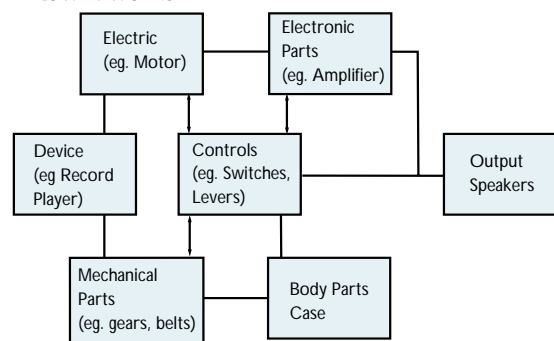 Electric
(eg. Motor)
Electronic
Parts
(eg. Amplifier)
Device
(eg Record
Player)
Controls
(eg. Switches,
Levers)
Output
Speakers
Mechanical
Parts
(eg. gears, belts)
Body Parts
Case